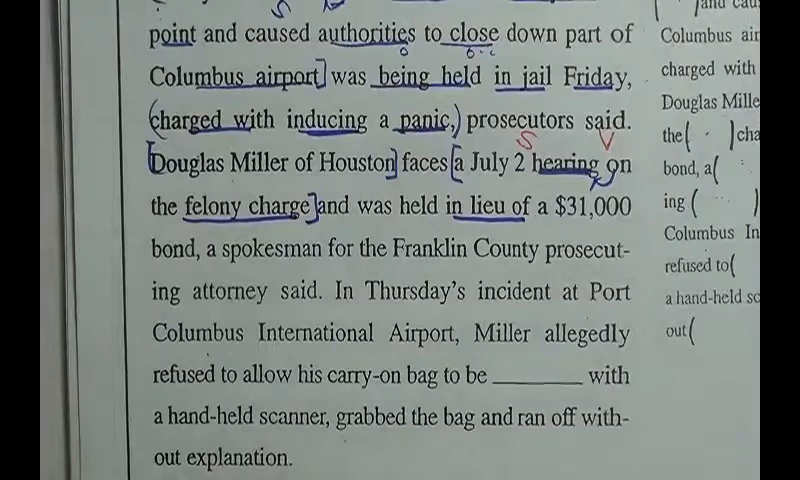 point and caused authorities to close down part of
Columbus airport] was being held in jail Friday,
(charged with inducing a panic,) prosecutors said.
[Douglas Miller of Houston] faces [a July 2 hearing on
the felony charge] and was held in lieu of a $31,000
bond, a spokesman for the Franklin County prosecut-
ing attorney said. In Thursday's incident at Port
Columbus International Airport, Miller allegedly
refused to allow his carry-on bag to be ________ with
a hand-held scanner, grabbed the bag and ran off with-
out explanation.
( ) and
Columbus
charged with
Douglas
the( )
bond, a(
ing ( )
Columbus
refused to(
a hand-held
out(
S
o
o.c
S
V